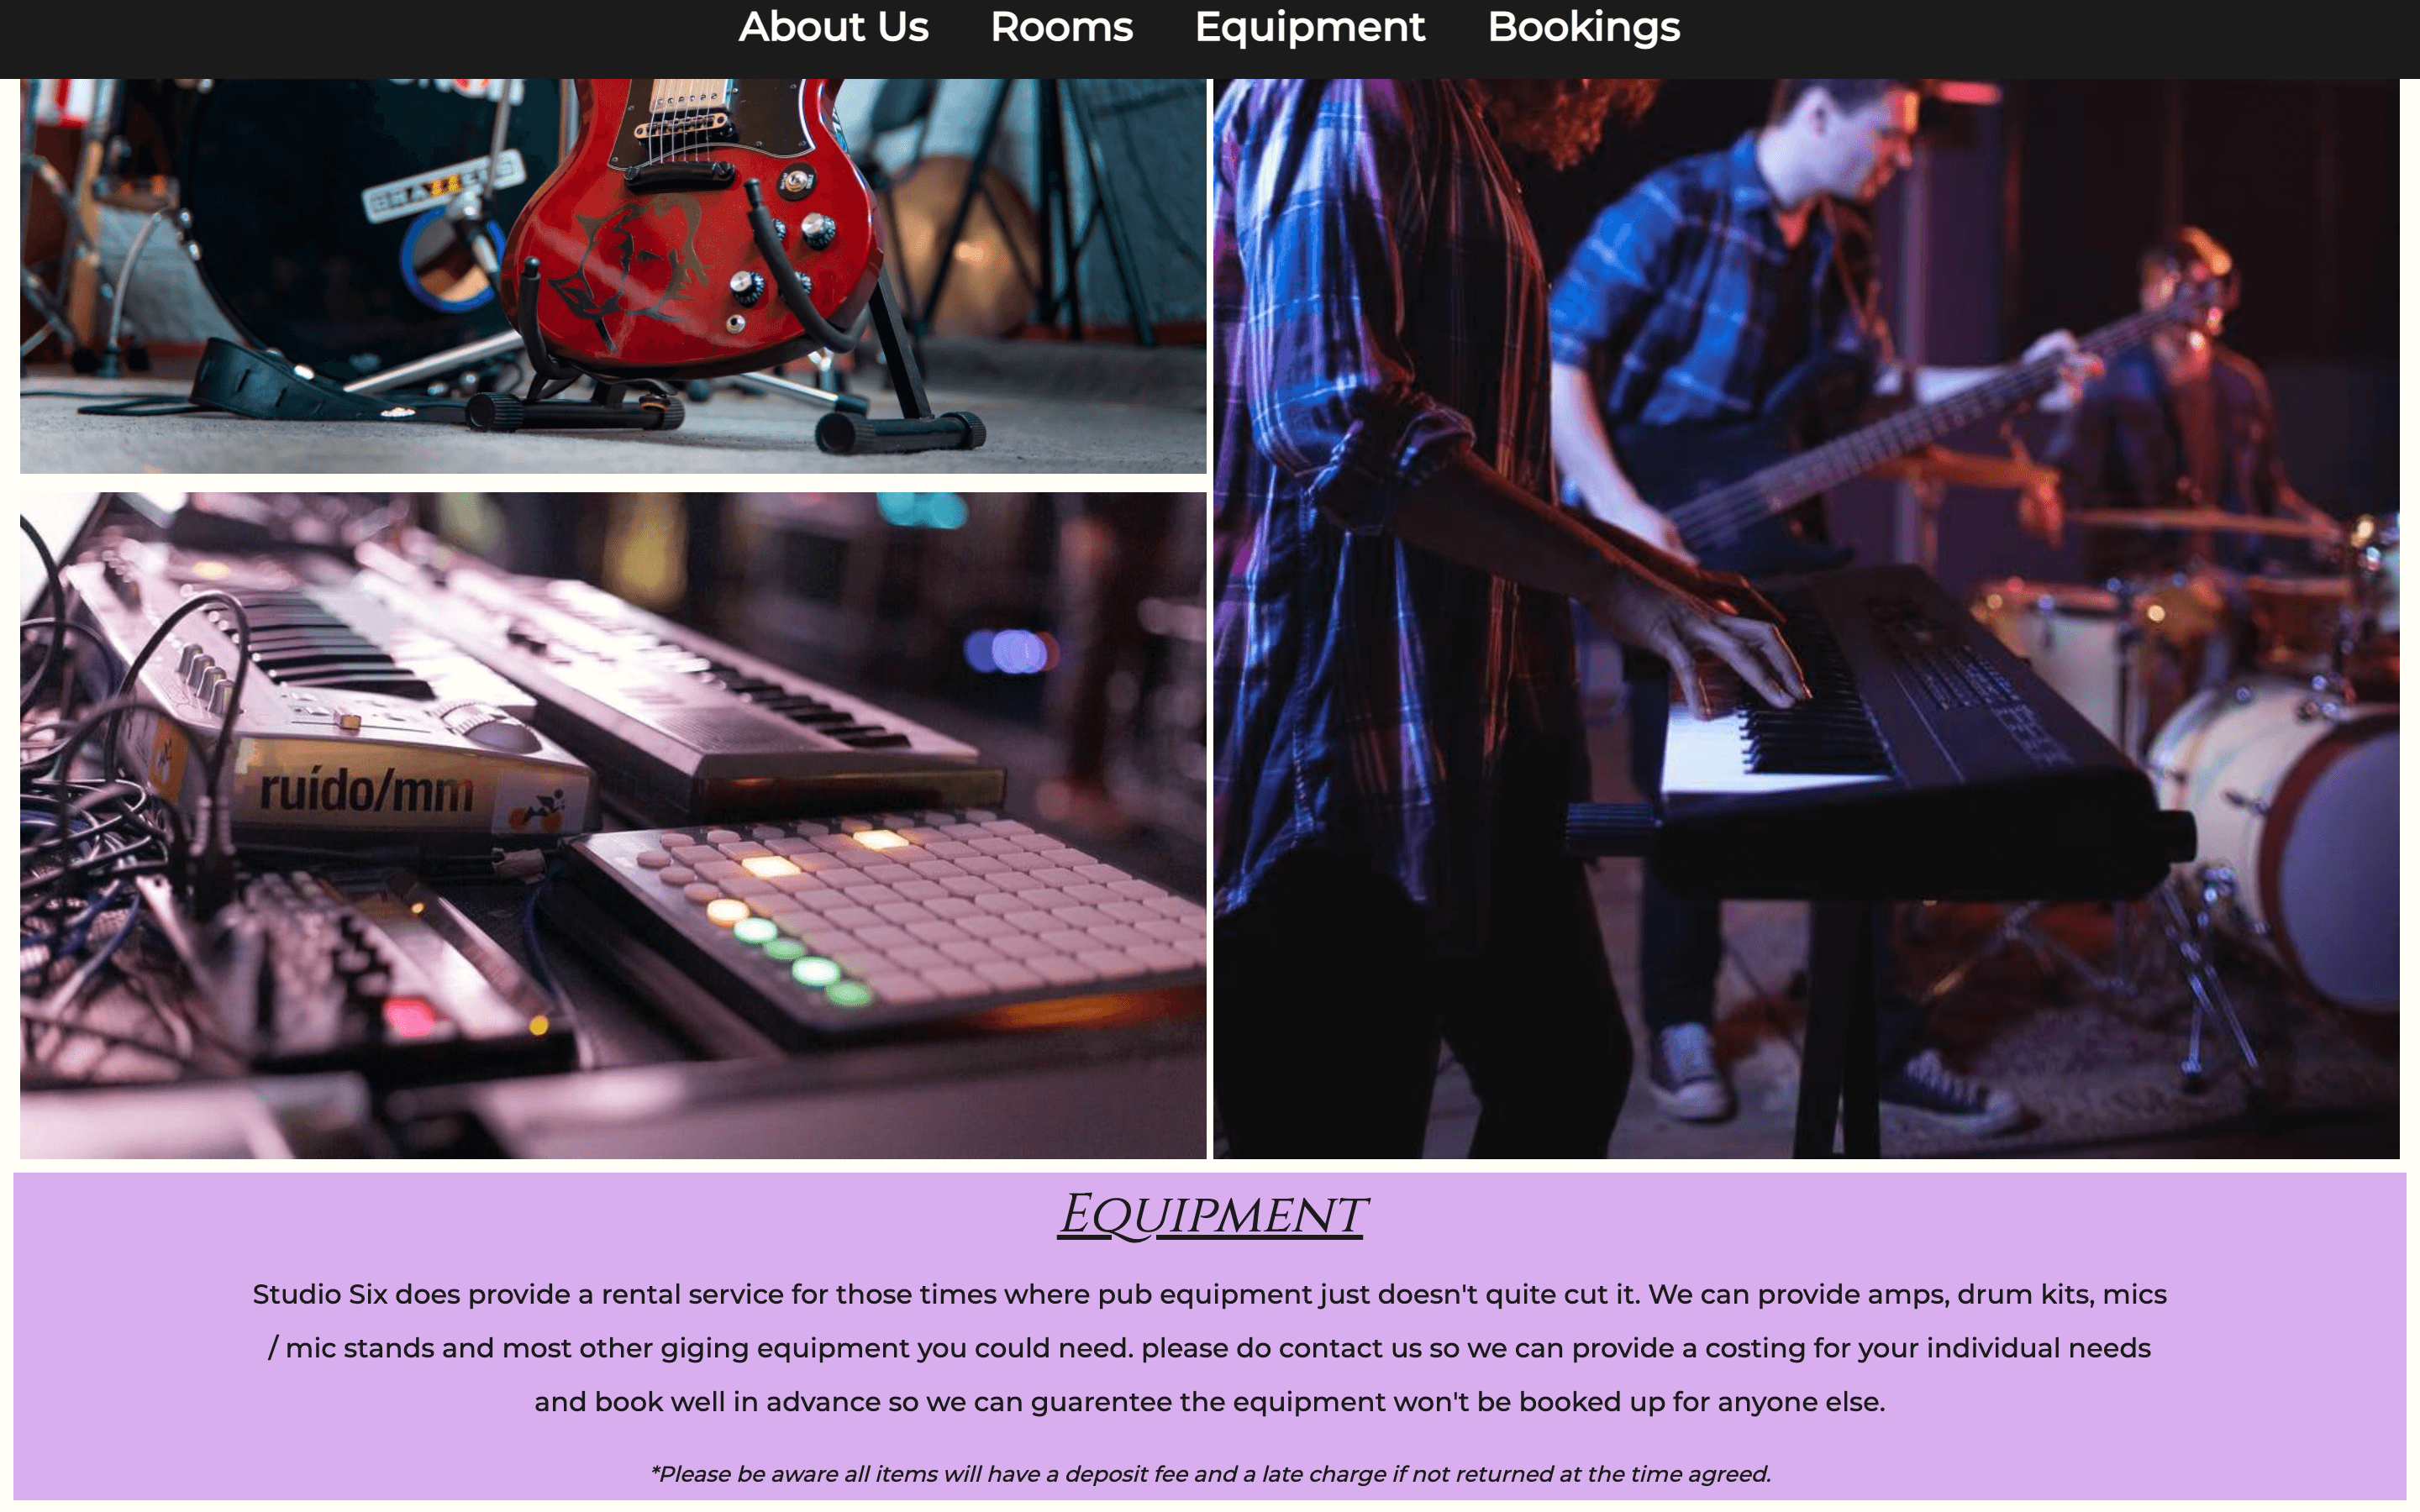 About Us Rooms Equipment Bookings
ruído/mm
Equipment
Studio Six does provide a rental service for those times where pub equipment just doesn't quite cut it. We can provide amps, drum kits, mics
/ mic stands and most other giging equipment you could need. please do contact us so we can provide a costing for your individual needs
and book well in advance so we can guarentee the equipment won't be booked up for anyone else.
*Please be aware all items will have a deposit fee and a late charge if not returned at the time agreed.